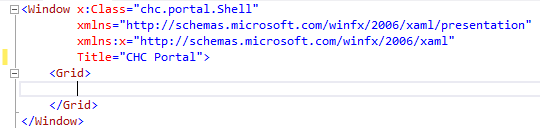 <Window x:Class="chc.portal.Shell"
xmlns="http://schemas.microsoft.com/winfx/2006/xaml/presentation"
xmlns:x="http://schemas.microsoft.com/winfx/2006/xaml"
Title="CHC Portal">
<Grid>
</Grid>
</Window>